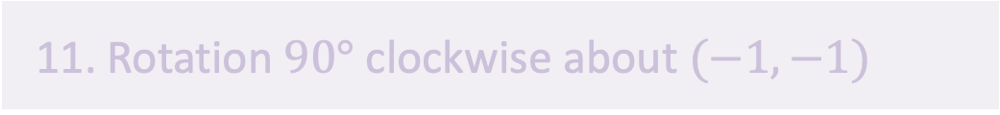 11. Rotation 90° clockwise about (−1, −1)